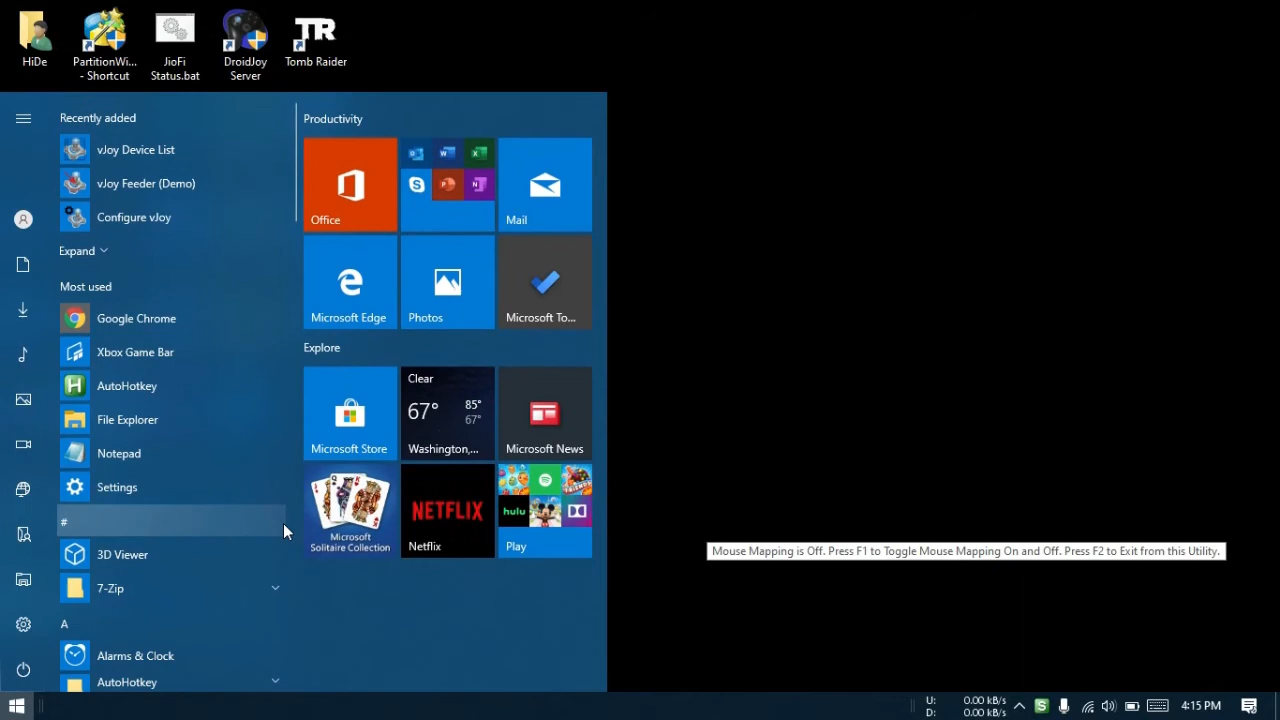 HiDe
PartitionWi...
- Shortcut
JioFi
Status.bat
DroidJoy
Server
TR
Tomb Raider
Recently added
vJoy Device List
vJoy Feeder (Demo)
Configure vJoy
Expand
Most used
Google Chrome
Xbox Game Bar
AutoHotkey
File Explorer
Notepad
Settings
#
3D Viewer
7-Zip
A
Alarms & Clock
AutoHotkey
Productivity
Office
Mail
Microsoft Edge
Photos
Microsoft To...
Explore
Microsoft Store
Clear
67°
85°
67°
Washington,...
Microsoft News
Microsoft
Solitaire Collection
NETFLIX
Netflix
hulu
Play
Mouse Mapping is Off. Press F1 to Toggle Mouse Mapping On and Off. Press F2 to Exit from this Utility.
U: 0.00 kB/s
D: 0.00 kB/s
4:15 PM